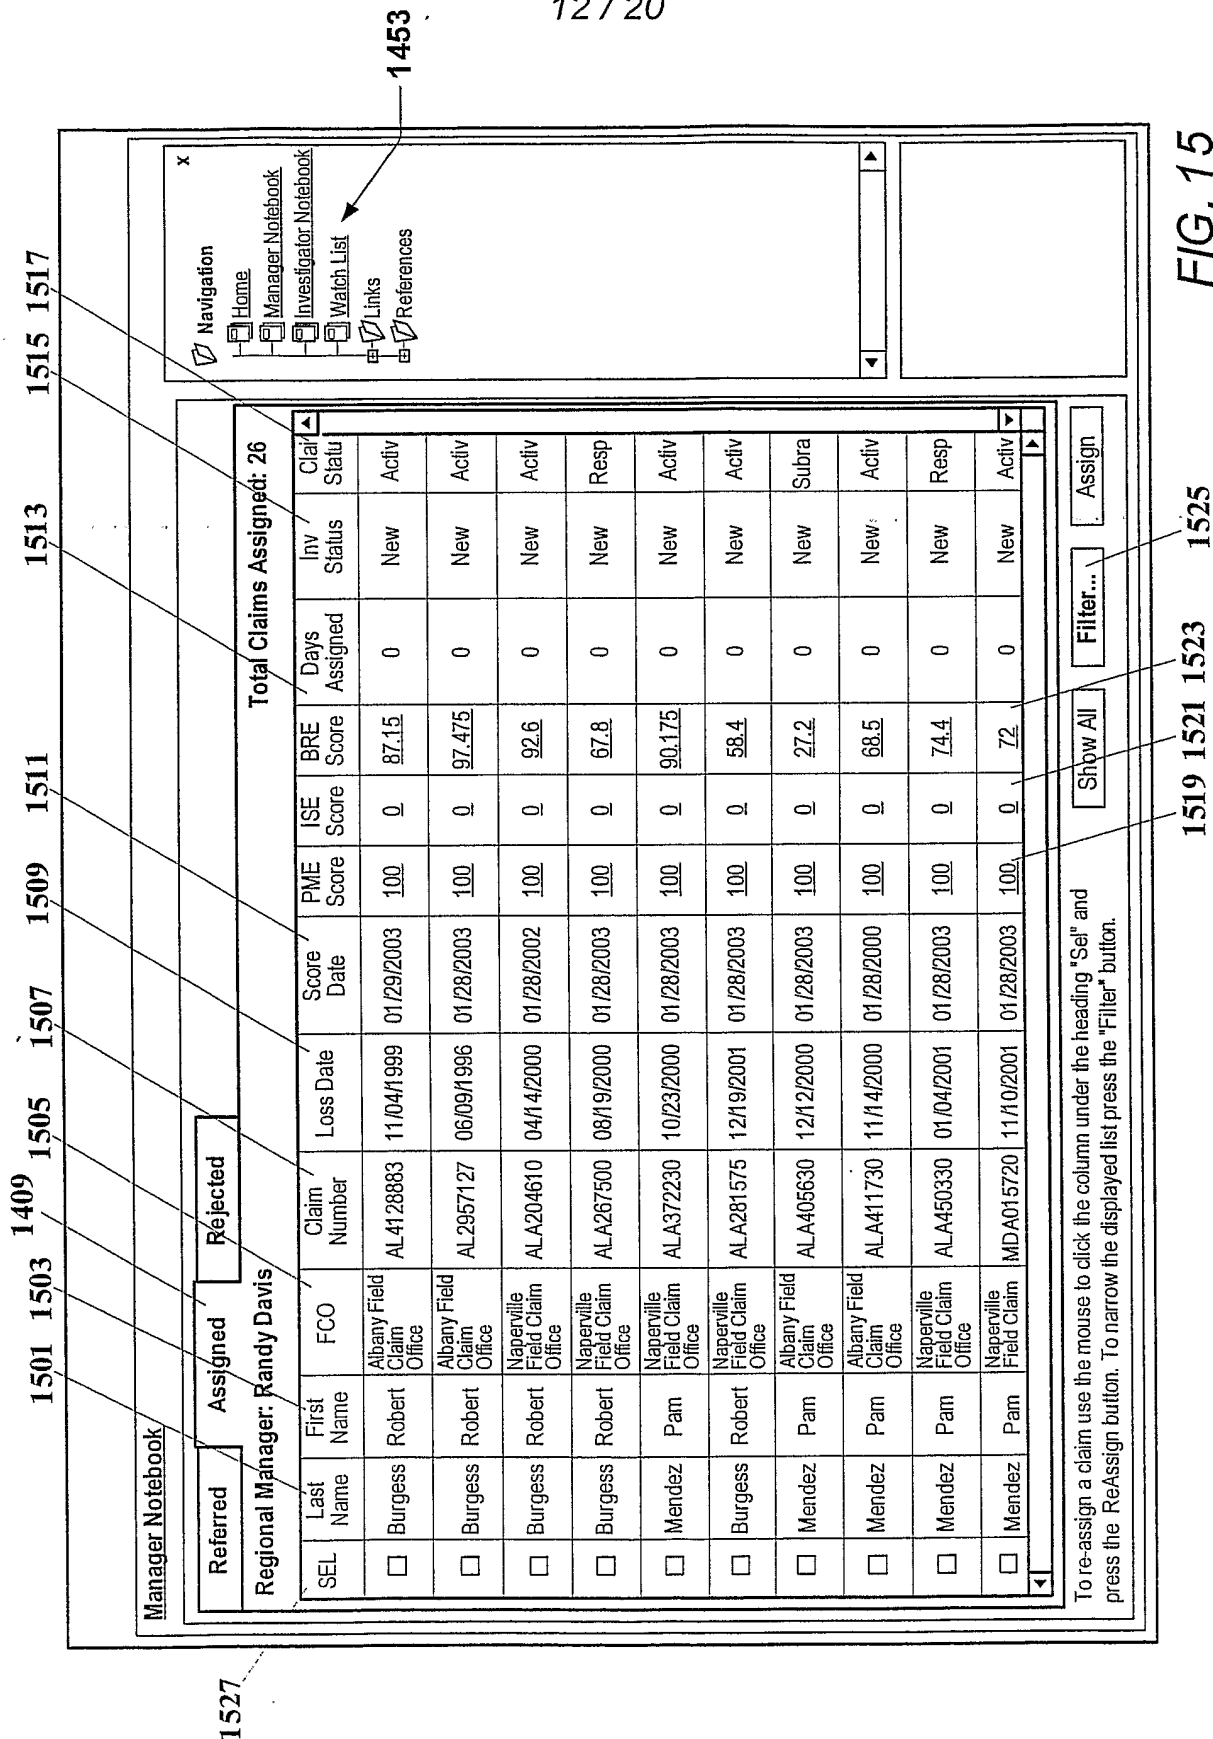 12 / 20
1453
1409
1501 1503 1505 1507 1509 1511 1513 1515 1517
Manager Notebook
Referred Assigned Rejected
Regional Manager: Randy Davis Total Claims Assigned: 26
SEL Last Name First Name FCO Claim Number Loss Date Score Date PME Score ISE Score BRE Score Days Assigned Inv Status Clai Statu
Burgess Robert Albany Field Claim Office AL4128883 11/04/1999 01/29/2003 100 0 87.15 0 New Activ
Burgess Robert Albany Field Claim Office AL2957127 06/09/1996 01/28/2003 100 0 97.475 0 New Activ
Burgess Robert Naperville Field Claim Office ALA204610 04/14/2000 01/28/2002 100 0 92.6 0 New Activ
Burgess Robert Naperville Field Claim Office ALA267500 08/19/2000 01/28/2003 100 0 67.8 0 New Resp
Mendez Pam Naperville Field Claim Office ALA372230 10/23/2000 01/28/2003 100 0 90.175 0 New Activ
Burgess Robert Naperville Field Claim Office ALA281575 12/19/2001 01/28/2003 100 0 58.4 0 New Activ
Mendez Pam Albany Field Claim Office ALA405630 12/12/2000 01/28/2003 100 0 27.2 0 New Subra
Mendez Pam Albany Field Claim Office ALA411730 11/14/2000 01/28/2000 100 0 68.5 0 New Activ
Mendez Pam Naperville Field Claim Office ALA450330 01/04/2001 01/28/2003 100 0 74.4 0 New Resp
Mendez Pam Naperville Field Claim MDA015720 11/10/2001 01/28/2003 100 0 72 0 New Activ
To re-assign a claim use the mouse to click the column under the heading "Sel" and
press the ReAssign button. To narrow the displayed list press the "Filter" button.
Show All Filter... Assign
x
Navigation
Home
Manager Notebook
Investigator Notebook
Watch List
Links
References
1527
1519 1521 1523 1525
FIG. 15